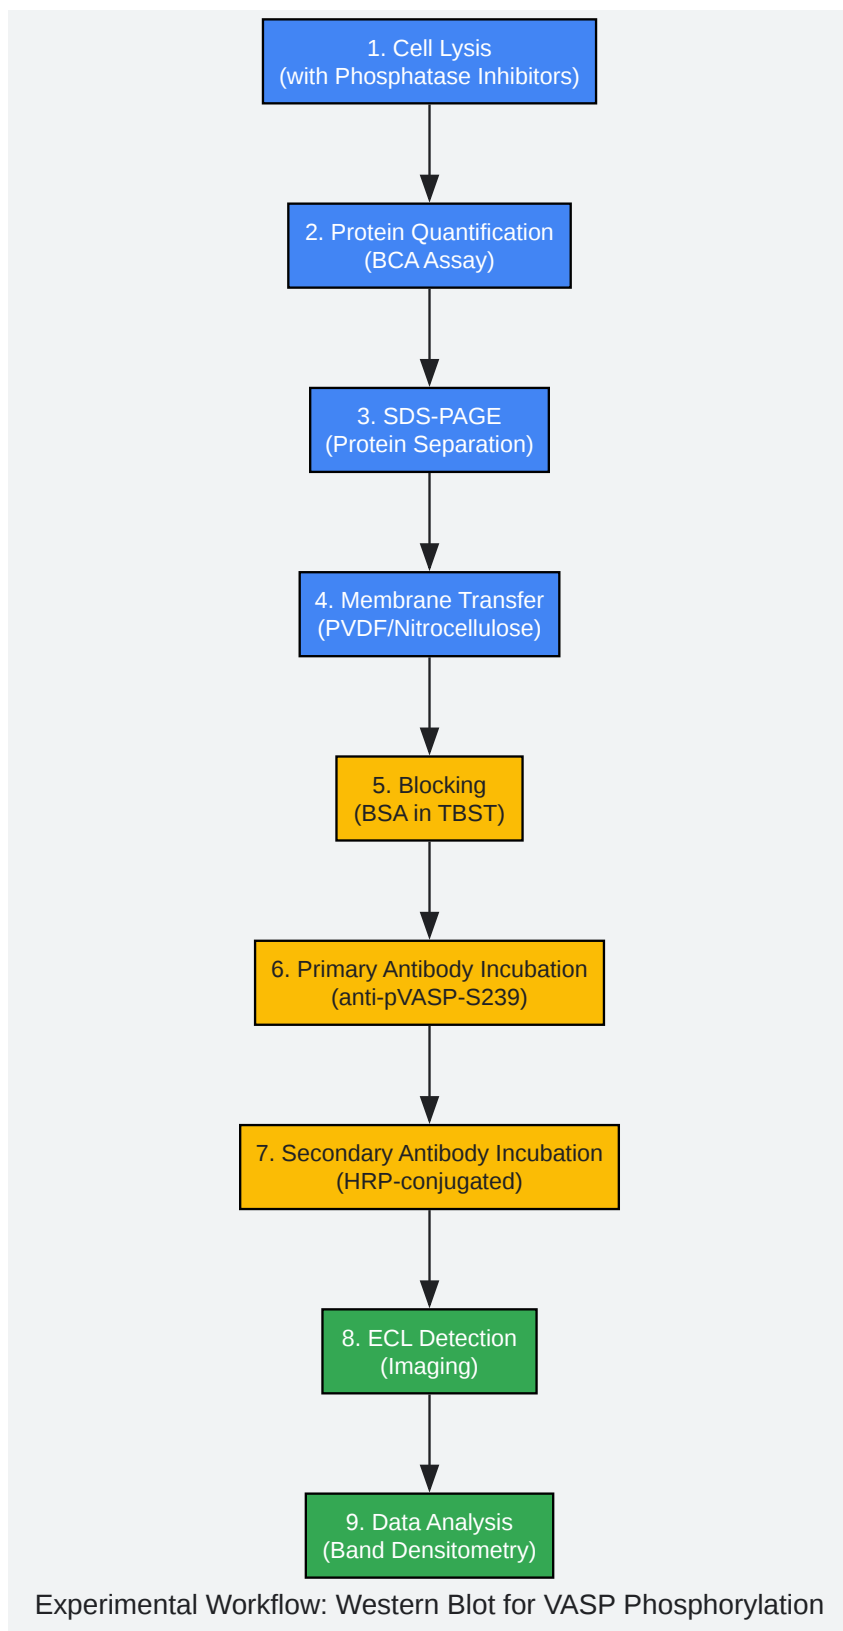 1. Cell Lysis
(with Phosphatase Inhibitors)
2. Protein Quantification
(BCA Assay)
3. SDS-PAGE
(Protein Separation)
4. Membrane Transfer
(PVDF/Nitrocellulose)
5. Blocking
(BSA in TBST)
6. Primary Antibody Incubation
(anti-pVASP-S239)
7. Secondary Antibody Incubation
(HRP-conjugated)
8. ECL Detection
(Imaging)
9. Data Analysis
(Band Densitometry)
Experimental Workflow: Western Blot for VASP Phosphorylation